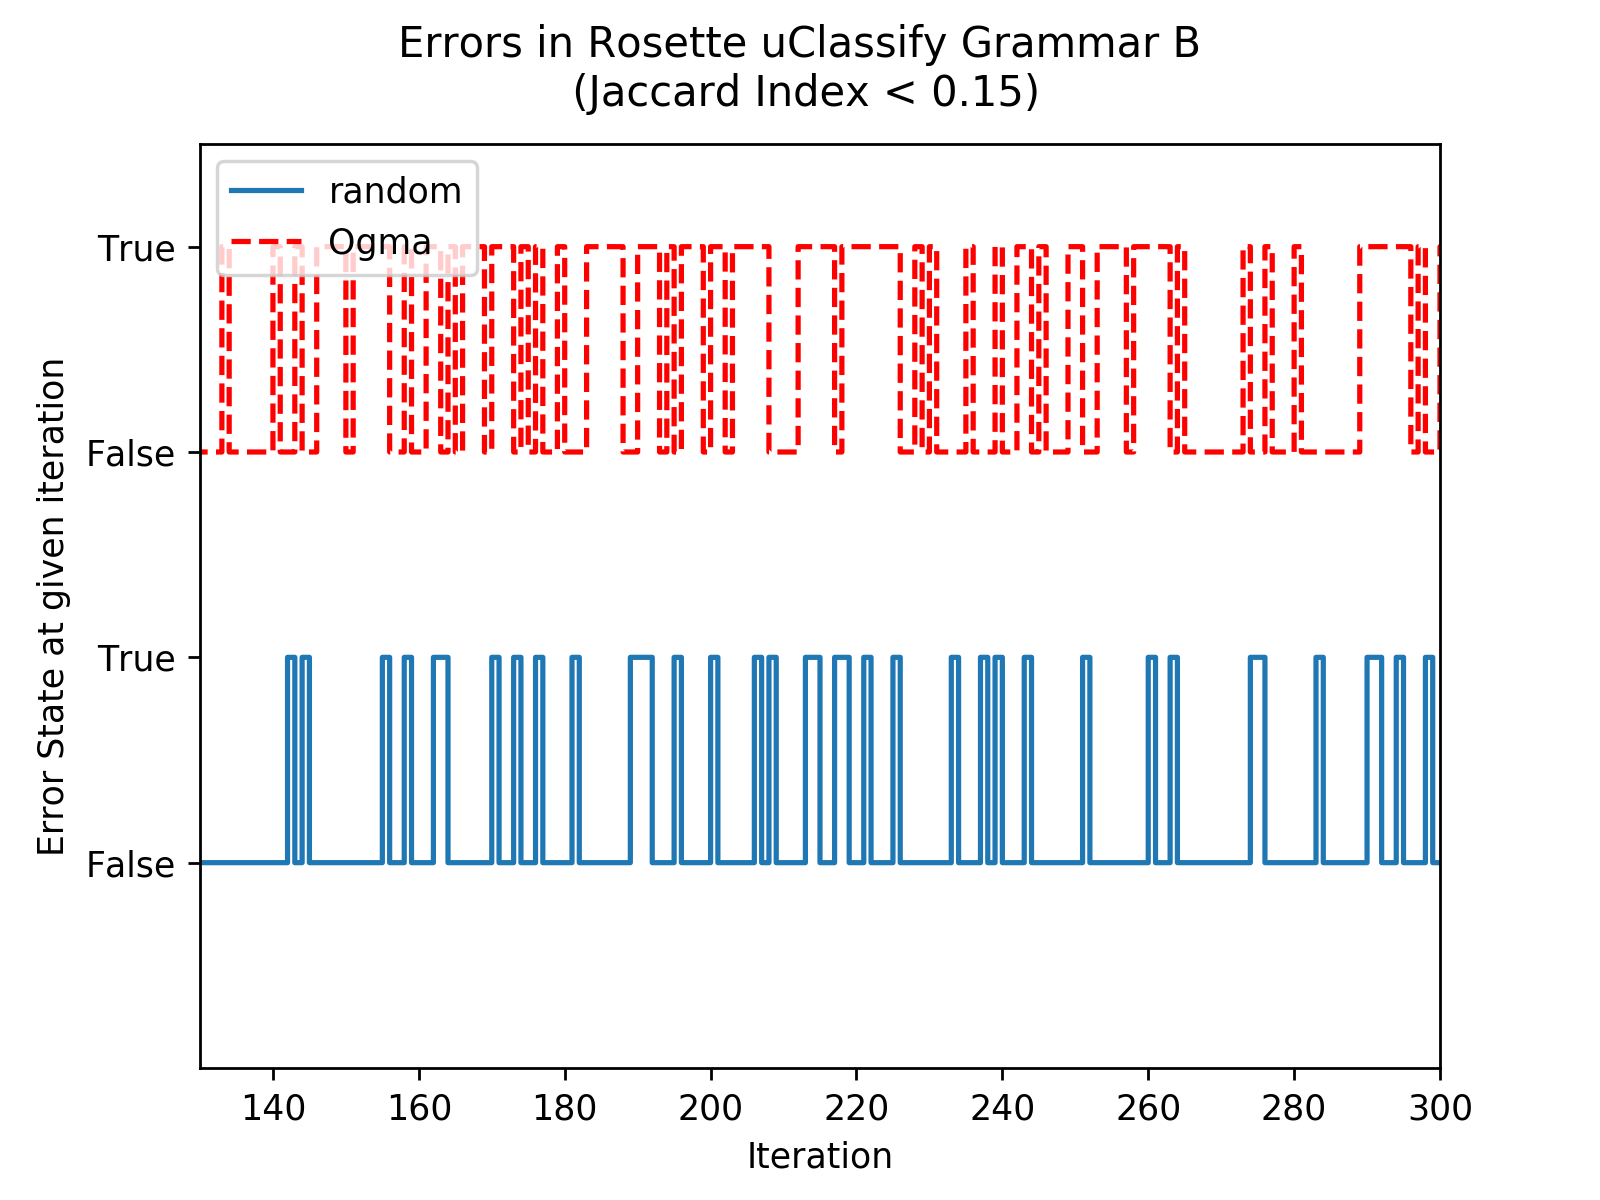 Errors in Rosette uClassify Grammar B
(Jaccard Index < 0.15)
random
Ogma
True
False
True
False
Error State at given iteration
140 160 180 200 220 240 260 280 300
Iteration